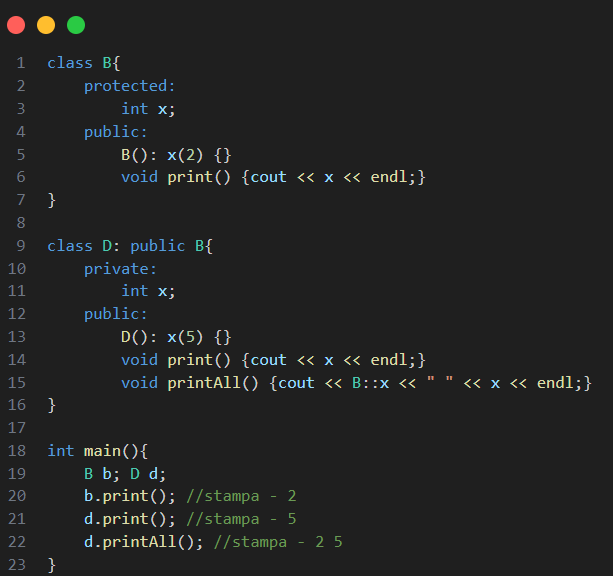 1 class B{
2     protected:
3         int x;
4     public:
5         B(): x(2) {}
6         void print() {cout << x << endl;}
7 }
8
9 class D: public B{
10     private:
11         int x;
12     public:
13         D(): x(5) {}
14         void print() {cout << x << endl;}
15         void printAll() {cout << B::x << " " << x << endl;}
16 }
17
18 int main(){
19     B b; D d;
20     b.print(); //stampa - 2
21     d.print(); //stampa - 5
22     d.printAll(); //stampa - 2 5
23 }